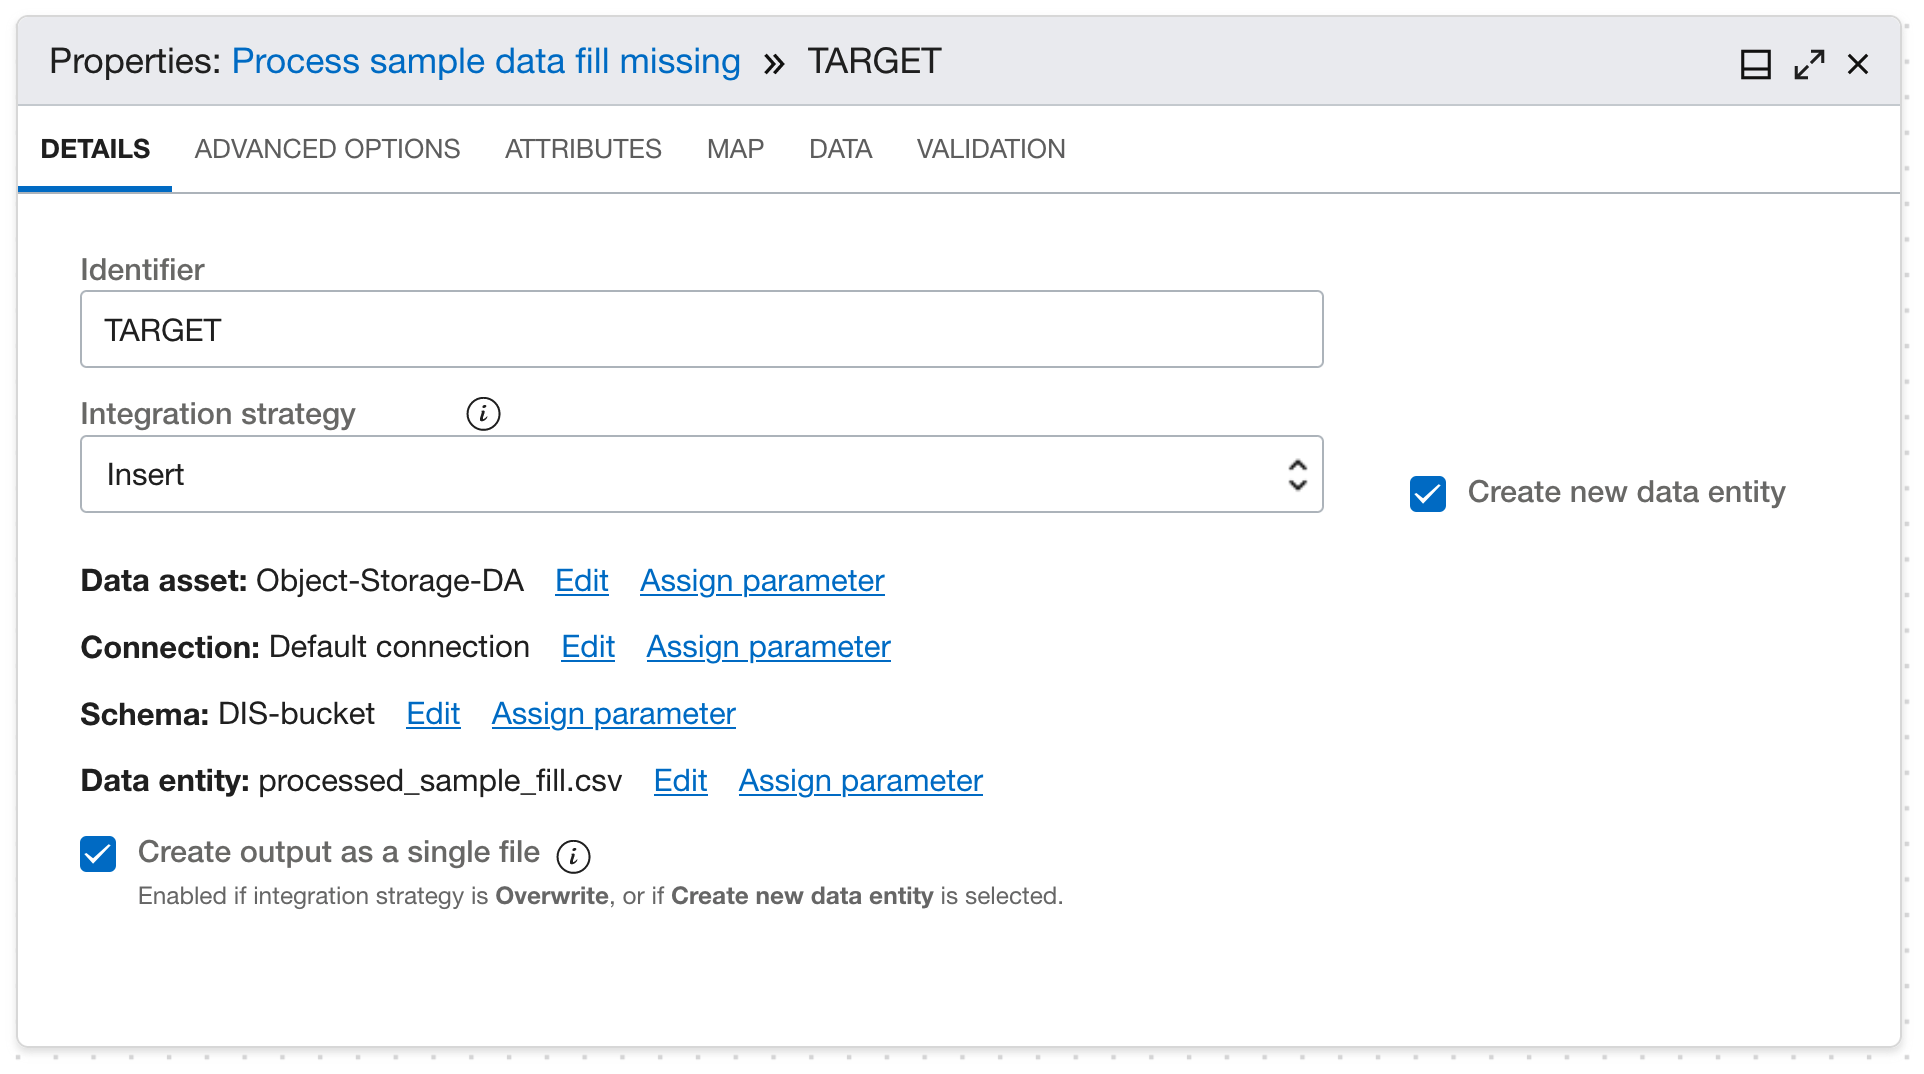 Properties: Process sample data fill missing » TARGET
DETAILS ADVANCED OPTIONS ATTRIBUTES MAP DATA VALIDATION
Identifier
TARGET
Integration strategy i
Insert
Create new data entity
Data asset: Object-Storage-DA Edit Assign parameter
Connection: Default connection Edit Assign parameter
Schema: DIS-bucket Edit Assign parameter
Data entity: processed_sample_fill.csv Edit Assign parameter
Create output as a single file i
Enabled if integration strategy is Overwrite, or if Create new data entity is selected.